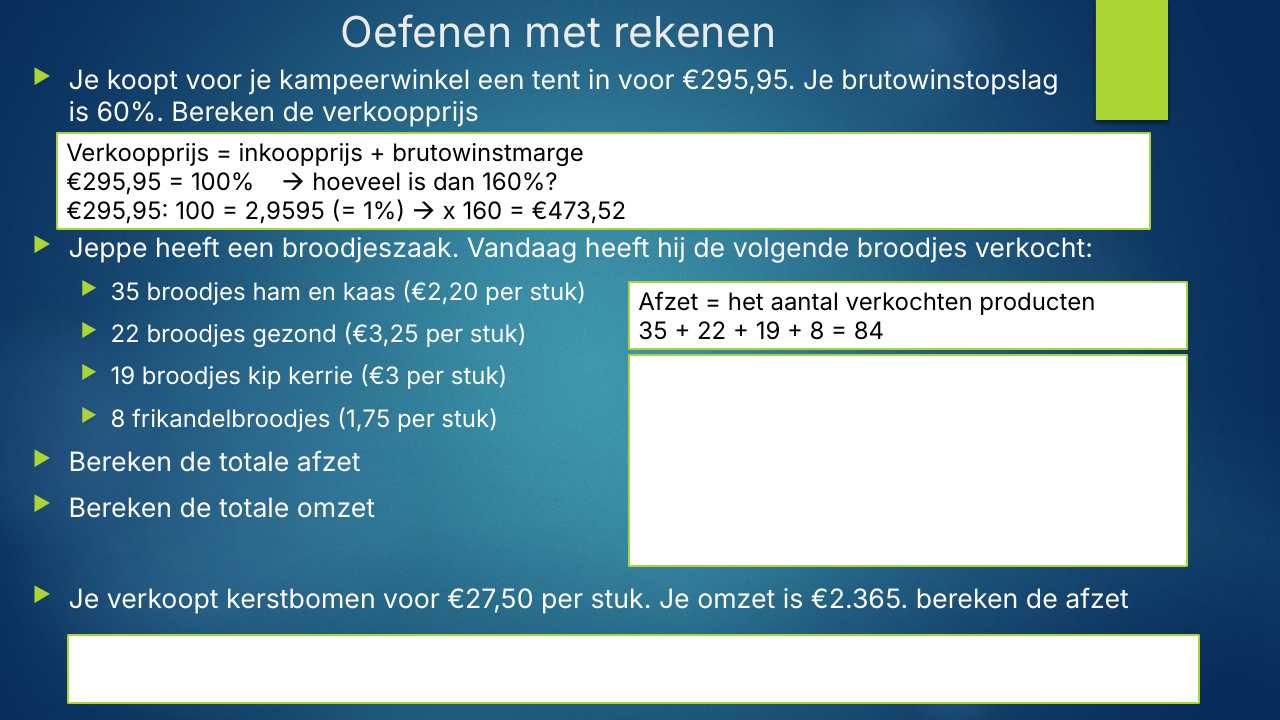 Oefenen met rekenen
Je koopt voor je kampeerwinkel een tent in voor €295,95. Je brutowinstopslag
is 60%. Bereken de verkoopprijs
Verkoopprijs = inkoopprijs + brutowinstmarge
€295,95 = 100% → hoeveel is dan 160%?
€295,95: 100 = 2,9595 (= 1%) → x 160 = €473,52
Jeppe heeft een broodjeszaak. Vandaag heeft hij de volgende broodjes verkocht:
35 broodjes ham en kaas (€2,20 per stuk)
22 broodjes gezond (€3,25 per stuk)
19 broodjes kip kerrie (€3 per stuk)
8 frikandelbroodjes (1,75 per stuk)
Afzet = het aantal verkochten producten
35 + 22 + 19 + 8 = 84
Bereken de totale afzet
Bereken de totale omzet
Je verkoopt kerstbomen voor €27,50 per stuk. Je omzet is €2.365. bereken de afzet